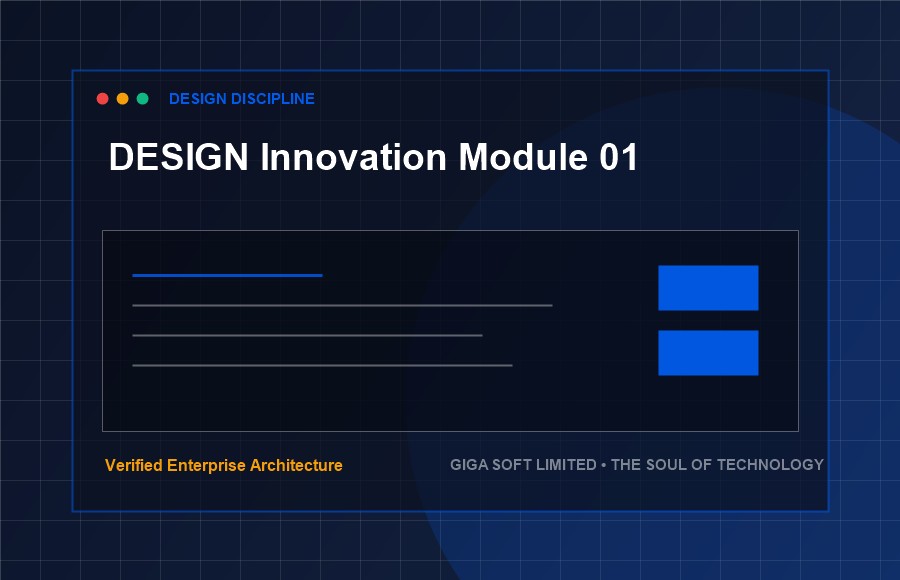 DESIGN DISCIPLINE
DESIGN Innovation Module 01
Verified Enterprise Architecture
GIGA SOFT LIMITED • THE SOUL OF TECHNOLOGY